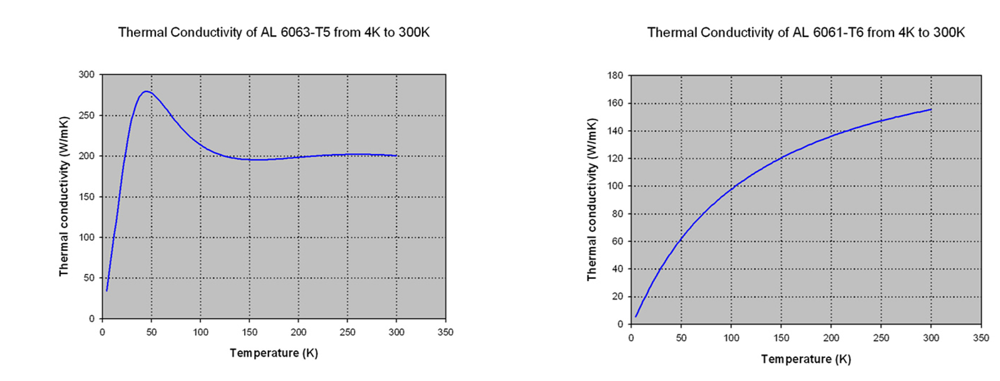 Thermal Conductivity of AL 6063-T5 from 4K to 300K
300
250
200
150
100
50
0
Thermal conductivity (W/mK)
0 50 100 150 200 250 300 350
Temperature (K)
Thermal Conductivity of AL 6061-T6 from 4K to 300K
180
160
140
120
100
80
60
40
20
0
Thermal conductivity (W/mK)
0 50 100 150 200 250 300 350
Temperature (K)